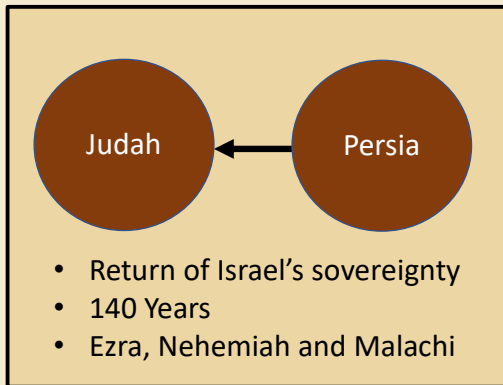 Judah Persia
• Return of Israel's sovereignty
• 140 Years
• Ezra, Nehemiah and Malachi